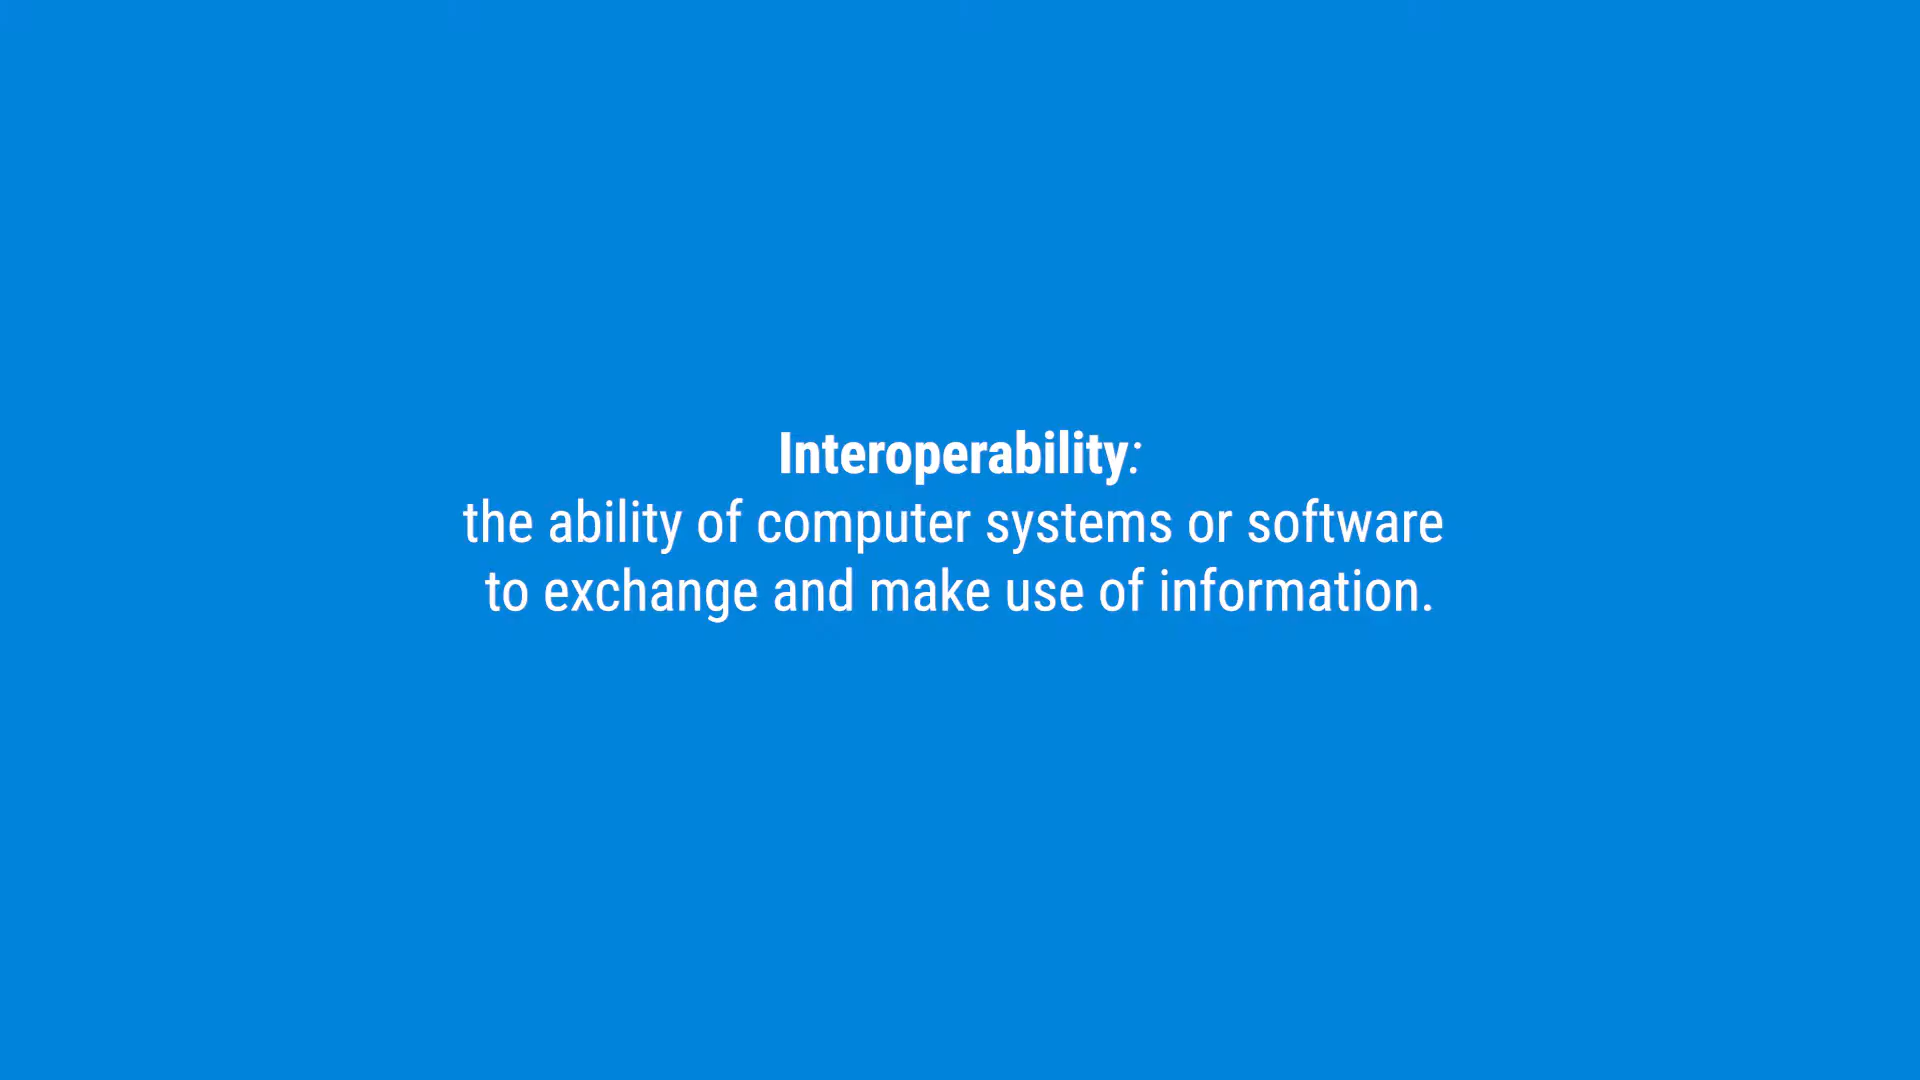 Interoperability:
the ability of computer systems or software
to exchange and make use of information.